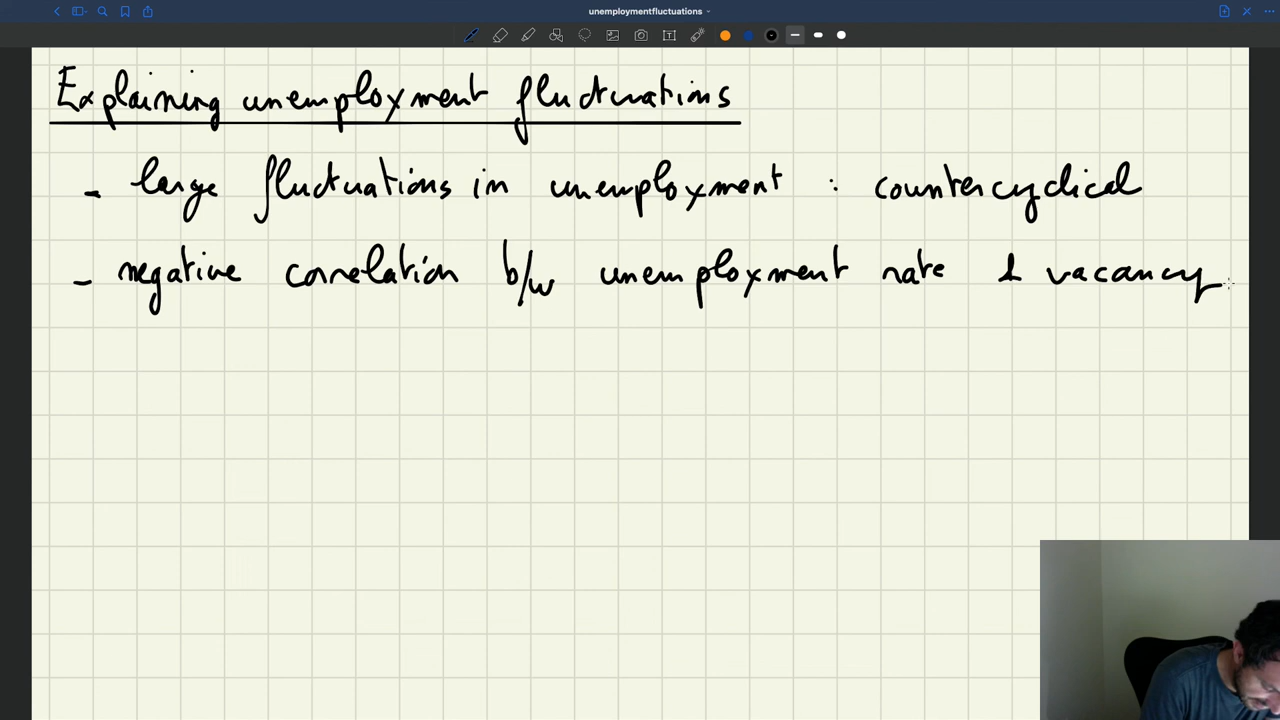 unemploymentfluctuations
Explaining unemployment fluctuations
- large fluctuations in unemployment : countercyclical
- negative correlation b/w unemployment rate & vacancy